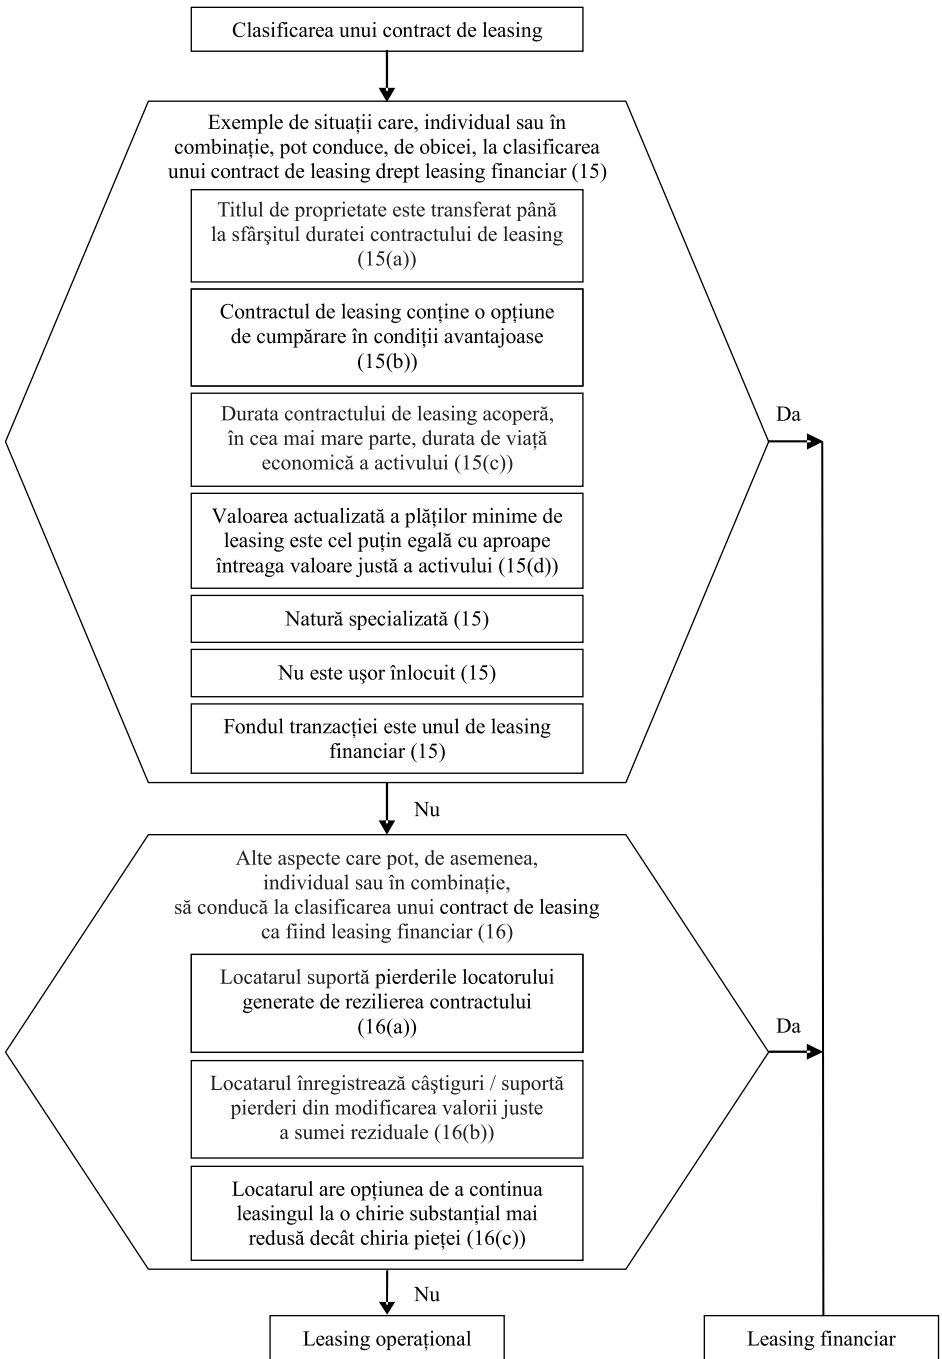 Clasificarea unui contract de leasing
Exemple de situații care, individual sau în
combinație, pot conduce, de obicei, la clasificarea
unui contract de leasing drept leasing financiar (15)
Titlul de proprietate este transferat până
la sfârşitul duratei contractului de leasing
(15(a))
Contractul de leasing conține o opțiune
de cumpărare în condiții avantajoase
(15(b))
Durata contractului de leasing acoperă,
în cea mai mare parte, durata de viață
economică a activului (15(c))
Da
Valoarea actualizată a plăților minime de
leasing este cel puțin egală cu aproape
întreaga valoare justă a activului (15(d))
Natură specializată (15)
Nu este uşor înlocuit (15)
Fondul tranzacției este unul de leasing
financiar (15)
Nu
Alte aspecte care pot, de asemenea,
individual sau în combinație,
să conducă la clasificarea unui contract de leasing
ca fiind leasing financiar (16)
Locatarul suportă pierderile locatorului
generate de rezilierea contractului
(16(a))
Da
Locatarul înregistrează câştiguri / suportă
pierderi din modificarea valorii juste
a sumei reziduale (16(b))
Locatarul are opțiunea de a continua
leasingul la o chirie substanțial mai
redusă decât chiria pieței (16(c))
Nu
Leasing operațional
Leasing financiar